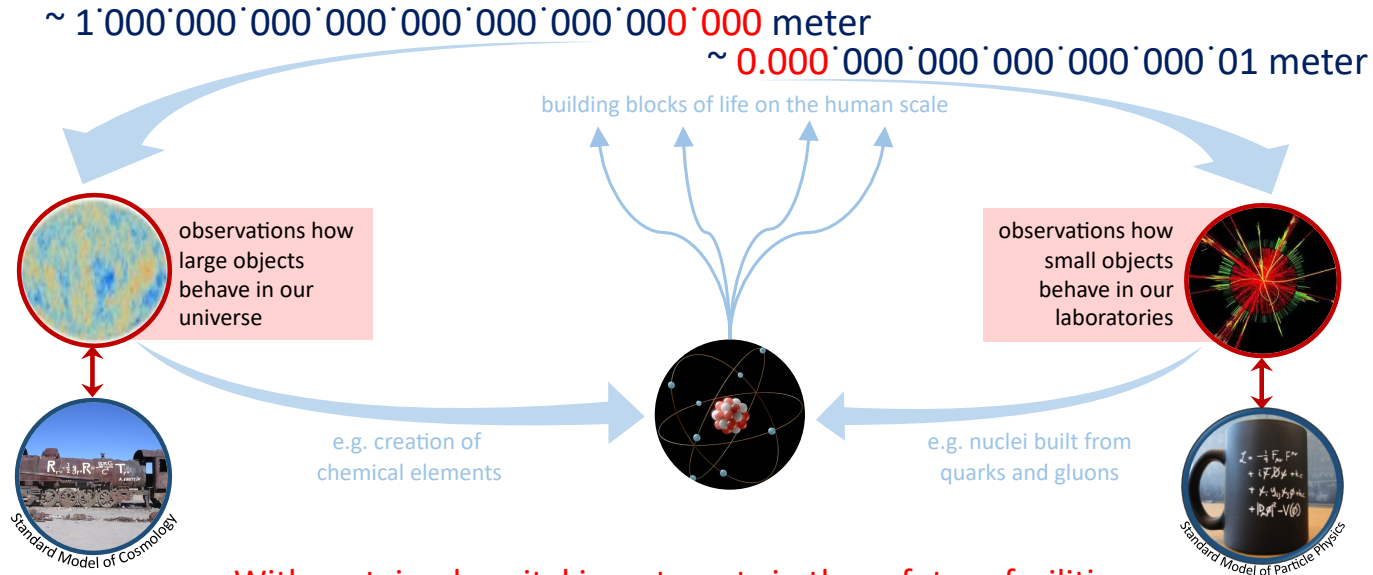 ~ 1˙000˙000˙000˙000˙000˙000˙000˙000 meter
~ 0.000˙000˙000˙000˙000˙000˙01 meter
building blocks of life on the human scale
observations how
large objects
behave in our
universe
observations how
small objects
behave in our
laboratories
e.g. creation of
chemical elements
e.g. nuclei built from
quarks and gluons
A. EINSTEIN
Standard Model of Cosmology
Standard Model of Particle Physics